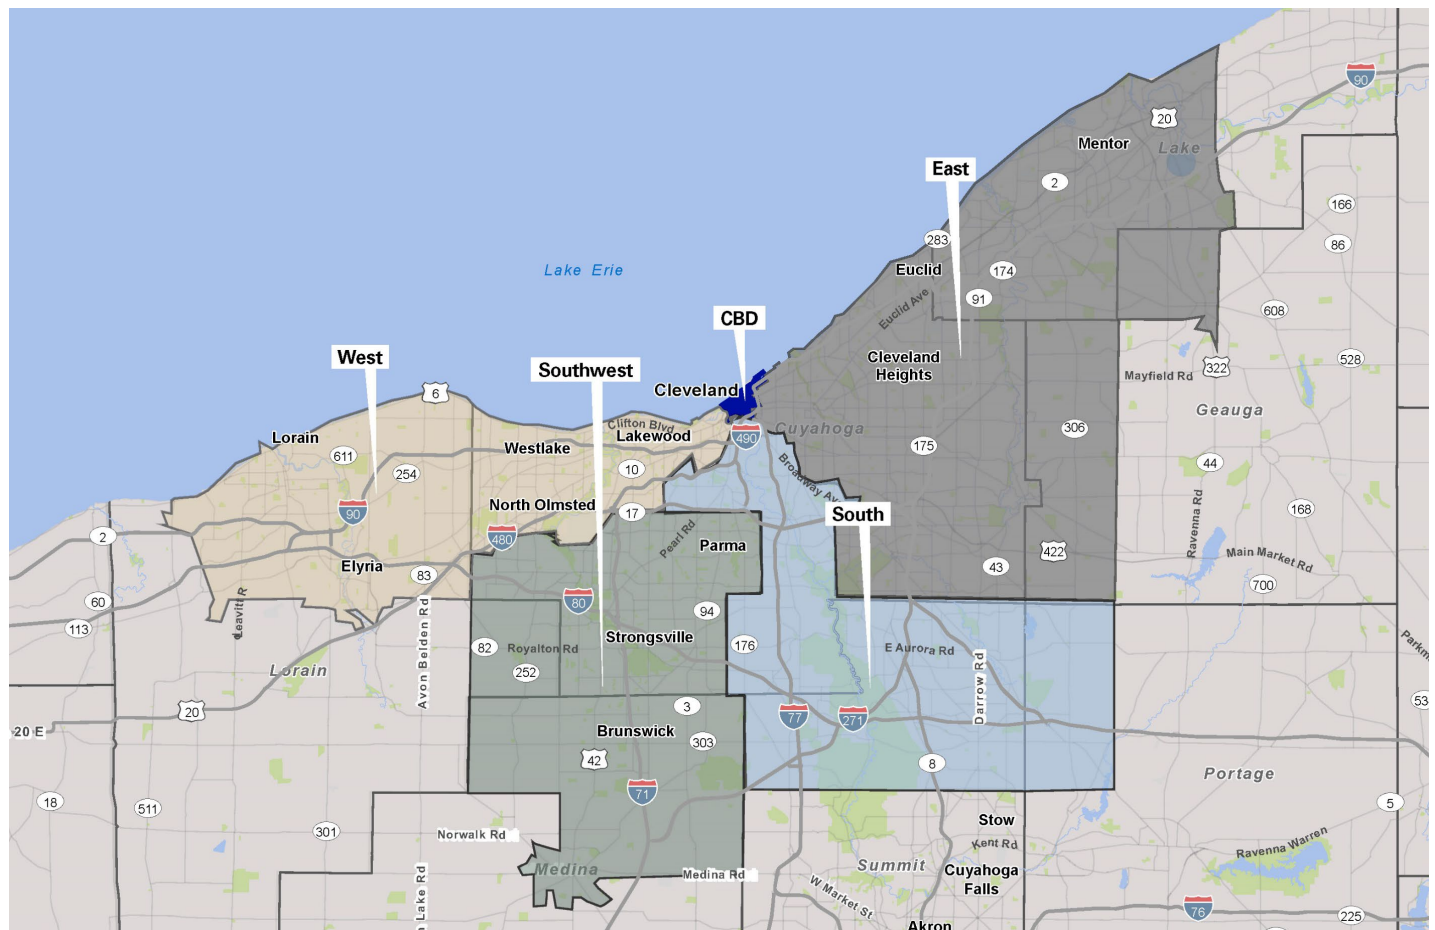 90
20
Mentor
Lake
East
2
166
283
86
Lake Erie
Euclid
174
91
608
Euclid Ave
CBD
West
Southwest
Cleveland
Heights
528
322
Mayfield Rd
6
Cleveland
Geauga
Clifton Blvd
Cuyahoga
306
Lorain
Lakewood
490
Westlake
175
611
254
10
44
Broadway Av
North Olmsted
90
17
South
168
Ravenna Rd
2
480
Pearl Rd
Parma
422
Main Market Rd
Elyria
83
43
700
60
80
94
Leavitt R
113
Avon Belden Rd
Strongsville
82
Royalton Rd
176
E Aurora Rd
252
Lorain
Darrow Rd
Parkm
20
3
77
271
53
20 E
Brunswick
303
42
8
Portage
71
18
511
5
301
Norwalk Rd
Stow
Kent Rd
Ravenna Warren
Medina
Medina Rd
Summit
Cuyahoga
Falls
Lake Rd
W Market St
76
225
Akron